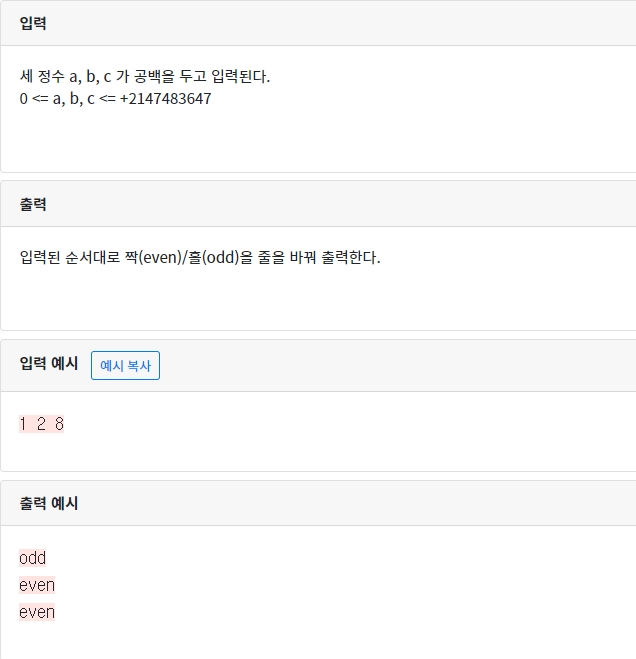 입력
세 정수 a, b, c 가 공백을 두고 입력된다.
0 <= a, b, c <= +2147483647
출력
입력된 순서대로 짝(even)/홀(odd)을 줄을 바꿔 출력한다.
입력 예시 예시 복사
1 2 8
출력 예시
odd
even
even